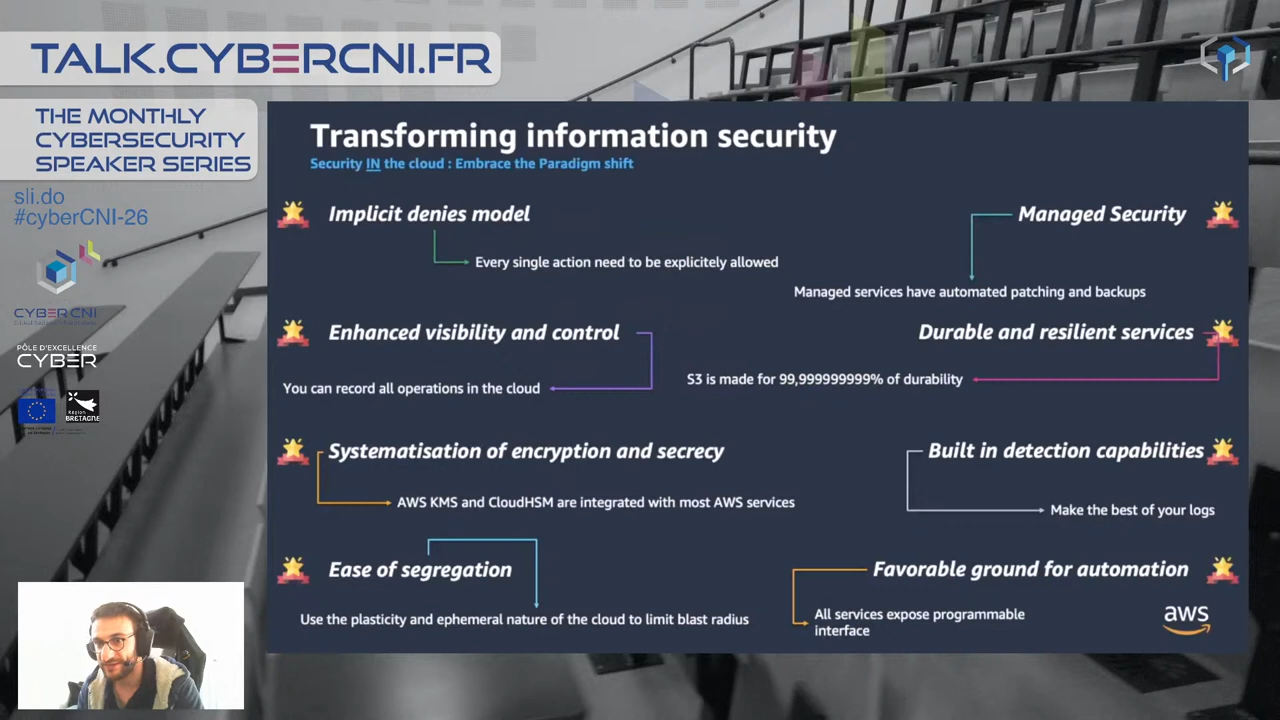 TALK.CYBERCNI.FR
THE MONTHLY
CYBERSECURITY
SPEAKER SERIES
sli.do
#cyberCNI-26
CYBER CNI
PÔLE D'EXCELLENCE
CYBER
Région
BRETAGNE
Transforming information security
Security IN the cloud : Embrace the Paradigm shift
Implicit denies model
Every single action need to be explicitely allowed
Managed Security
Managed services have automated patching and backups
Enhanced visibility and control
You can record all operations in the cloud
Durable and resilient services
S3 is made for 99,999999999% of durability
Systematisation of encryption and secrecy
AWS KMS and CloudHSM are integrated with most AWS services
Built in detection capabilities
Make the best of your logs
Ease of segregation
Use the plasticity and ephemeral nature of the cloud to limit blast radius
Favorable ground for automation
All services expose programmable
interface
aws